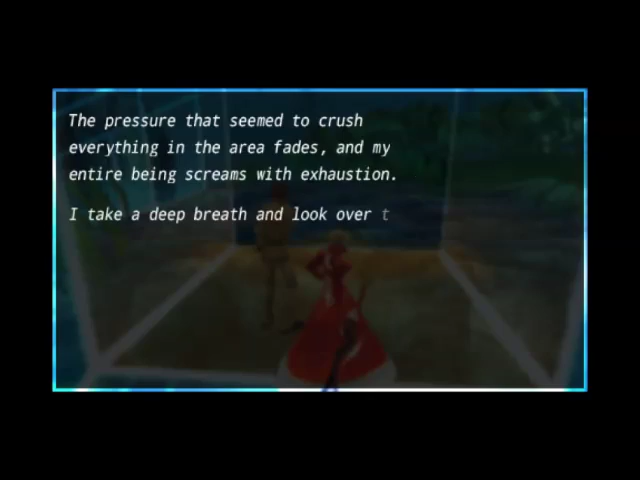 The pressure that seemed to crush
everything in the area fades, and my
entire being screams with exhaustion.
I take a deep breath and look over t